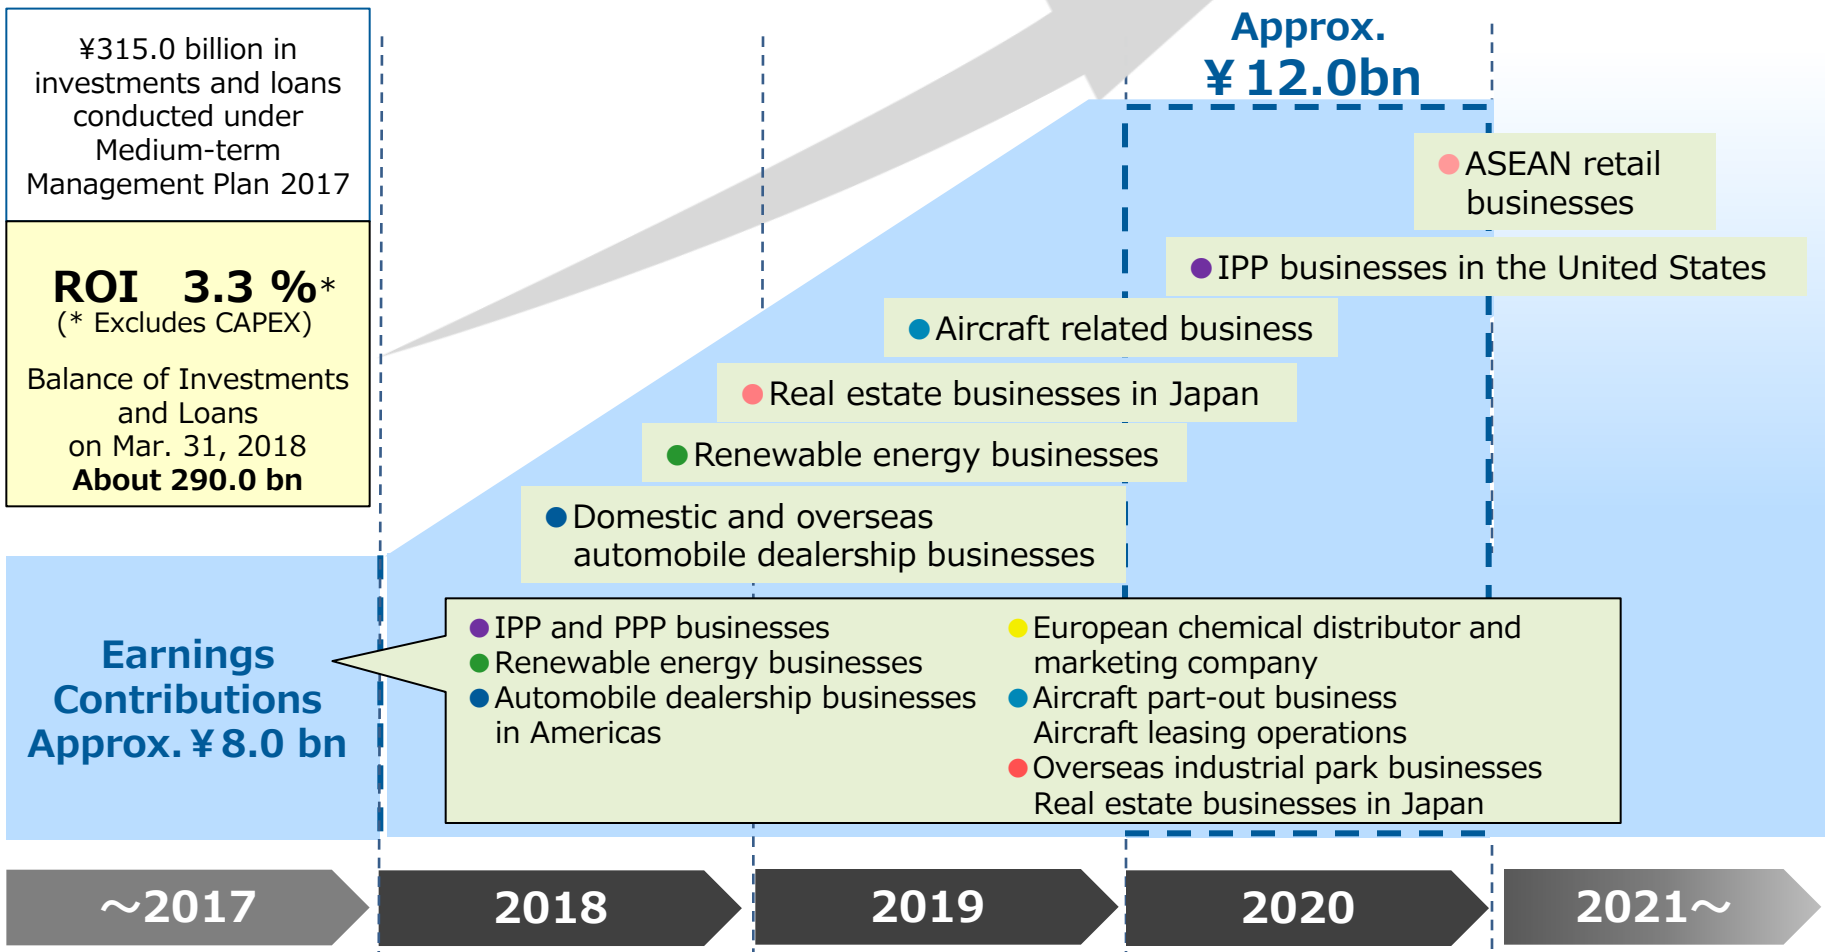 ¥315.0 billion in
investments and loans
conducted under
Medium-term
Management Plan 2017
ROI 3.3 %*
(* Excludes CAPEX)
Balance of Investments
and Loans
on Mar. 31, 2018
About 290.0 bn
Earnings
Contributions
Approx. ¥8.0 bn
Approx.
¥12.0bn
ASEAN retail
businesses
IPP businesses in the United States
Aircraft related business
Real estate businesses in Japan
Renewable energy businesses
Domestic and overseas
automobile dealership businesses
IPP and PPP businesses
Renewable energy businesses
Automobile dealership businesses
in Americas
European chemical distributor and
marketing company
Aircraft part-out business
Aircraft leasing operations
Overseas industrial park businesses
Real estate businesses in Japan
～2017
2018
2019
2020
2021～